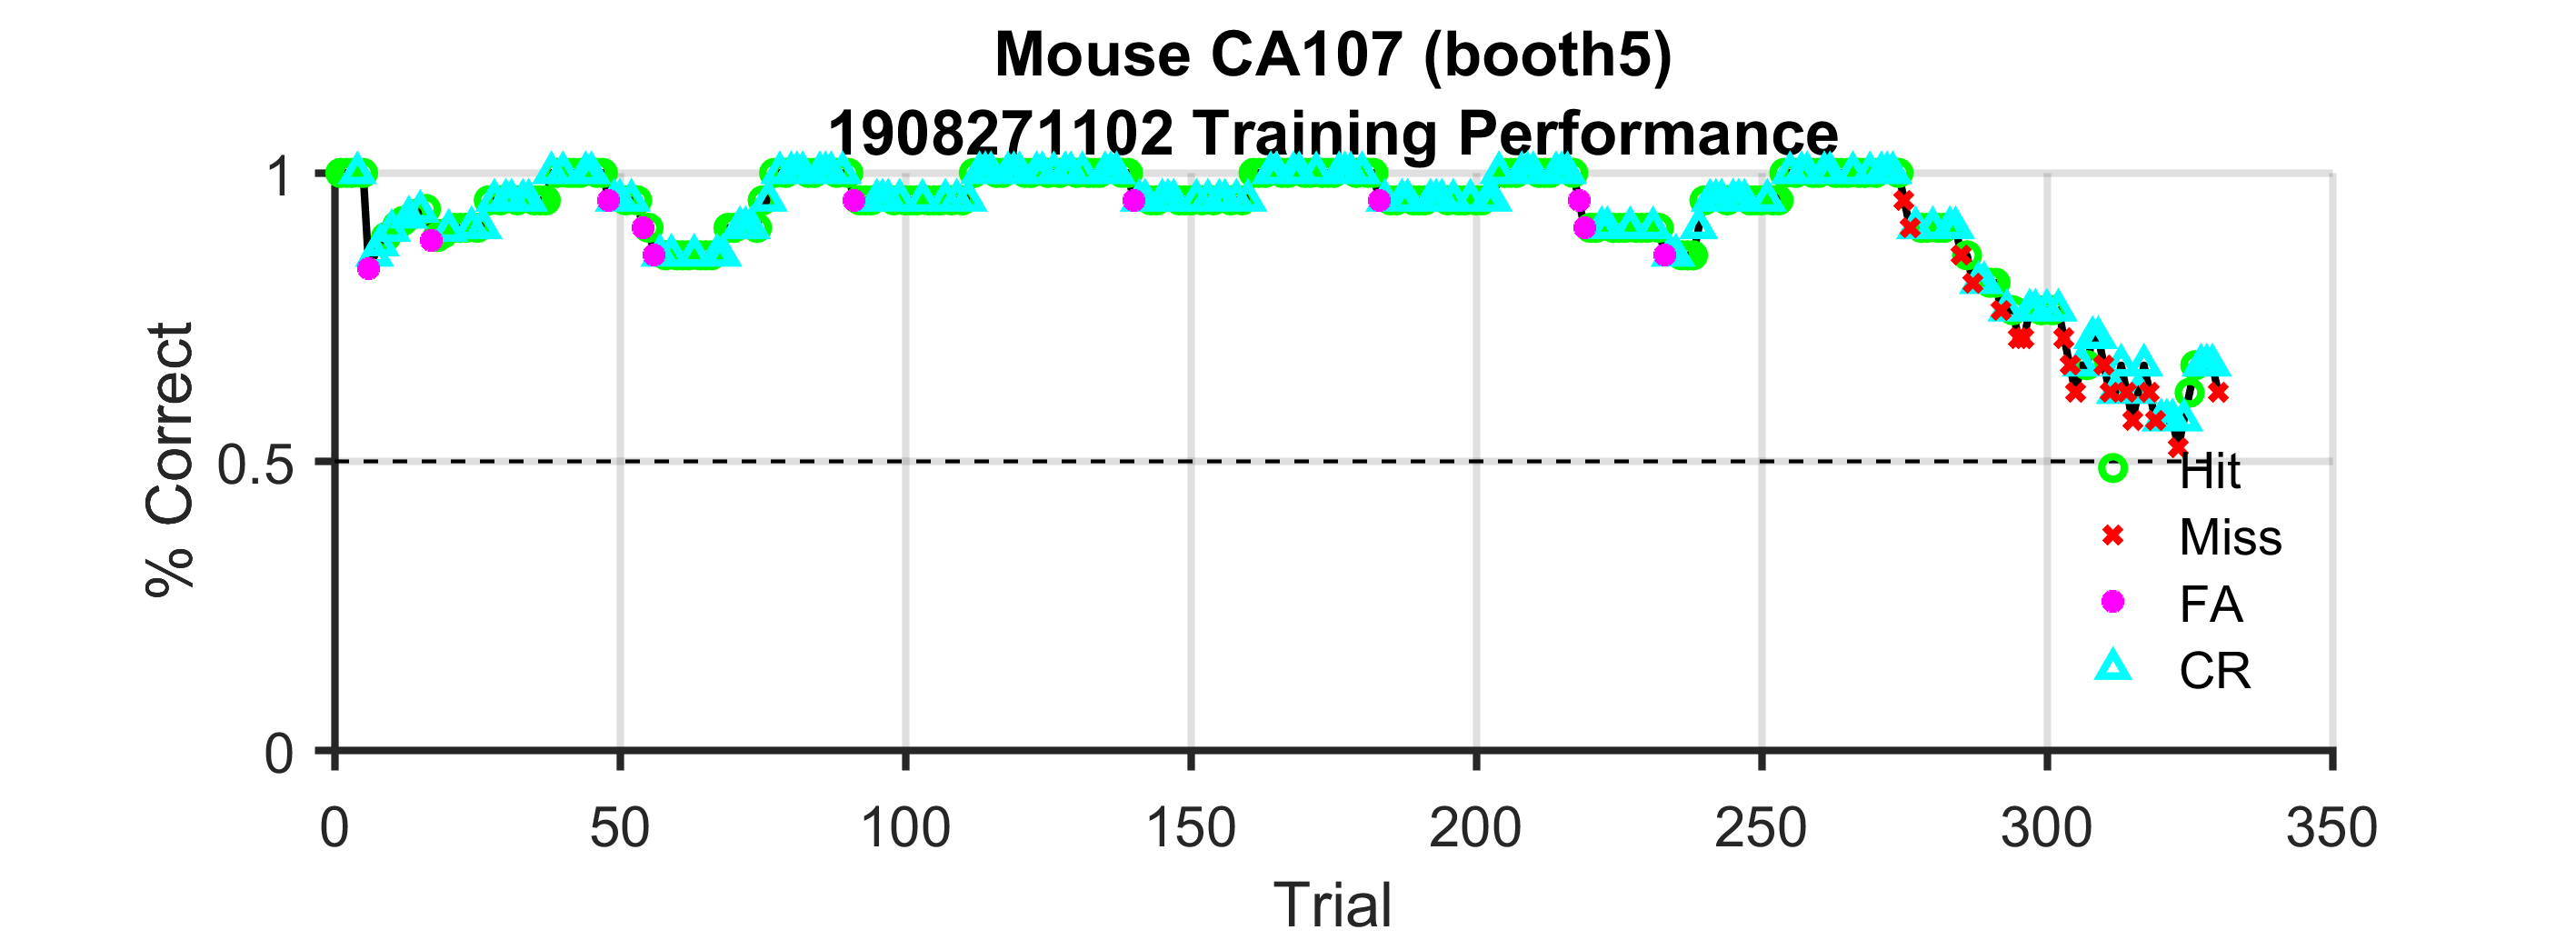 Mouse CA107 (booth5)
1908271102 Training Performance
1
0.5
0
% Correct
Hit
Miss
FA
CR
0 50 100 150 200 250 300 350
Trial